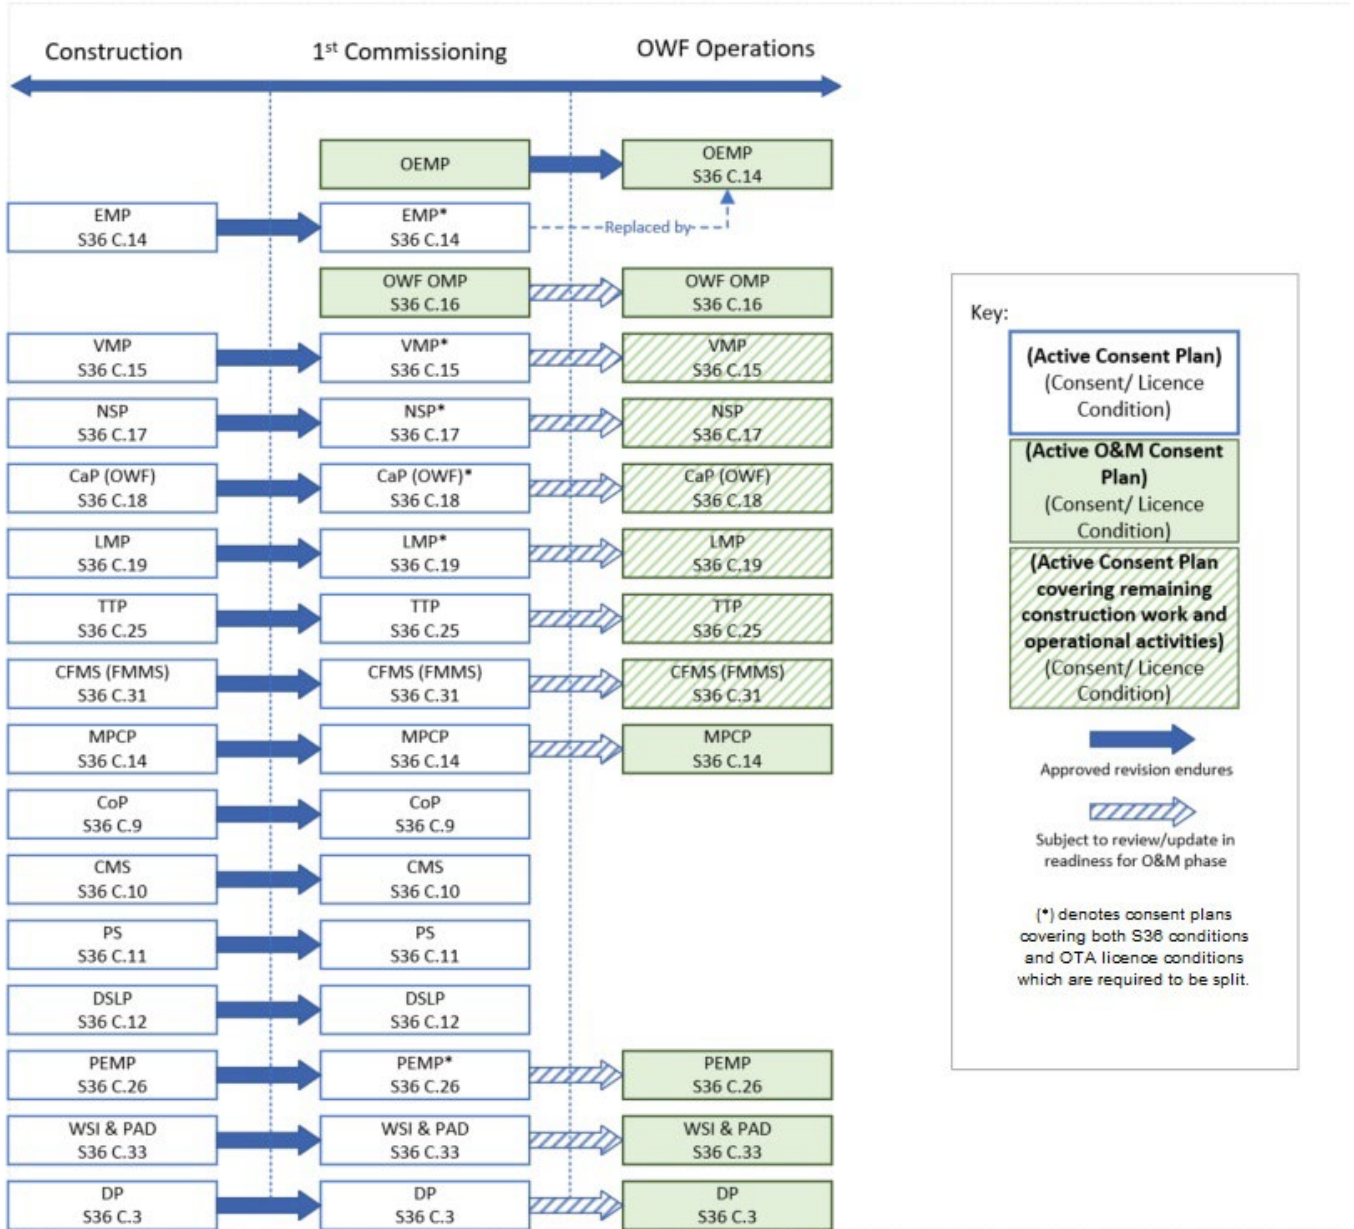 Construction
1st Commissioning
OWF Operations
OEMP
OEMP
S36 C.14
EMP
S36 C.14
EMP*
S36 C.14
Replaced by
OWF OMP
S36 C.16
OWF OMP
S36 C.16
VMP
S36 C.15
VMP*
S36 C.15
VMP
S36 C.15
NSP
S36 C.17
NSP*
S36 C.17
NSP
S36 C.17
CaP (OWF)
S36 C.18
CaP (OWF)*
S36 C.18
CaP (OWF)
S36 C.18
LMP
S36 C.19
LMP*
S36 C.19
LMP
S36 C.19
TTP
S36 C.25
TTP
S36 C.25
TTP
S36 C.25
CFMS (FMMS)
S36 C.31
CFMS (FMMS)
S36 C.31
CFMS (FMMS)
S36 C.31
MPCP
S36 C.14
MPCP
S36 C.14
MPCP
S36 C.14
CoP
S36 C.9
CoP
S36 C.9
CMS
S36 C.10
CMS
S36 C.10
PS
S36 C.11
PS
S36 C.11
DSLP
S36 C.12
DSLP
S36 C.12
PEMP
S36 C.26
PEMP*
S36 C.26
PEMP
S36 C.26
WSI & PAD
S36 C.33
WSI & PAD
S36 C.33
WSI & PAD
S36 C.33
DP
S36 C.3
DP
S36 C.3
DP
S36 C.3
Key:
(Active Consent Plan)
(Consent/ Licence
Condition)
(Active O&M Consent
Plan)
(Consent/ Licence
Condition)
(Active Consent Plan
covering remaining
construction work and
operational activities)
(Consent/ Licence
Condition)
Approved revision endures
Subject to review/update in
readiness for O&M phase
(*) denotes consent plans
covering both S36 conditions
and OTA licence conditions
which are required to be split.